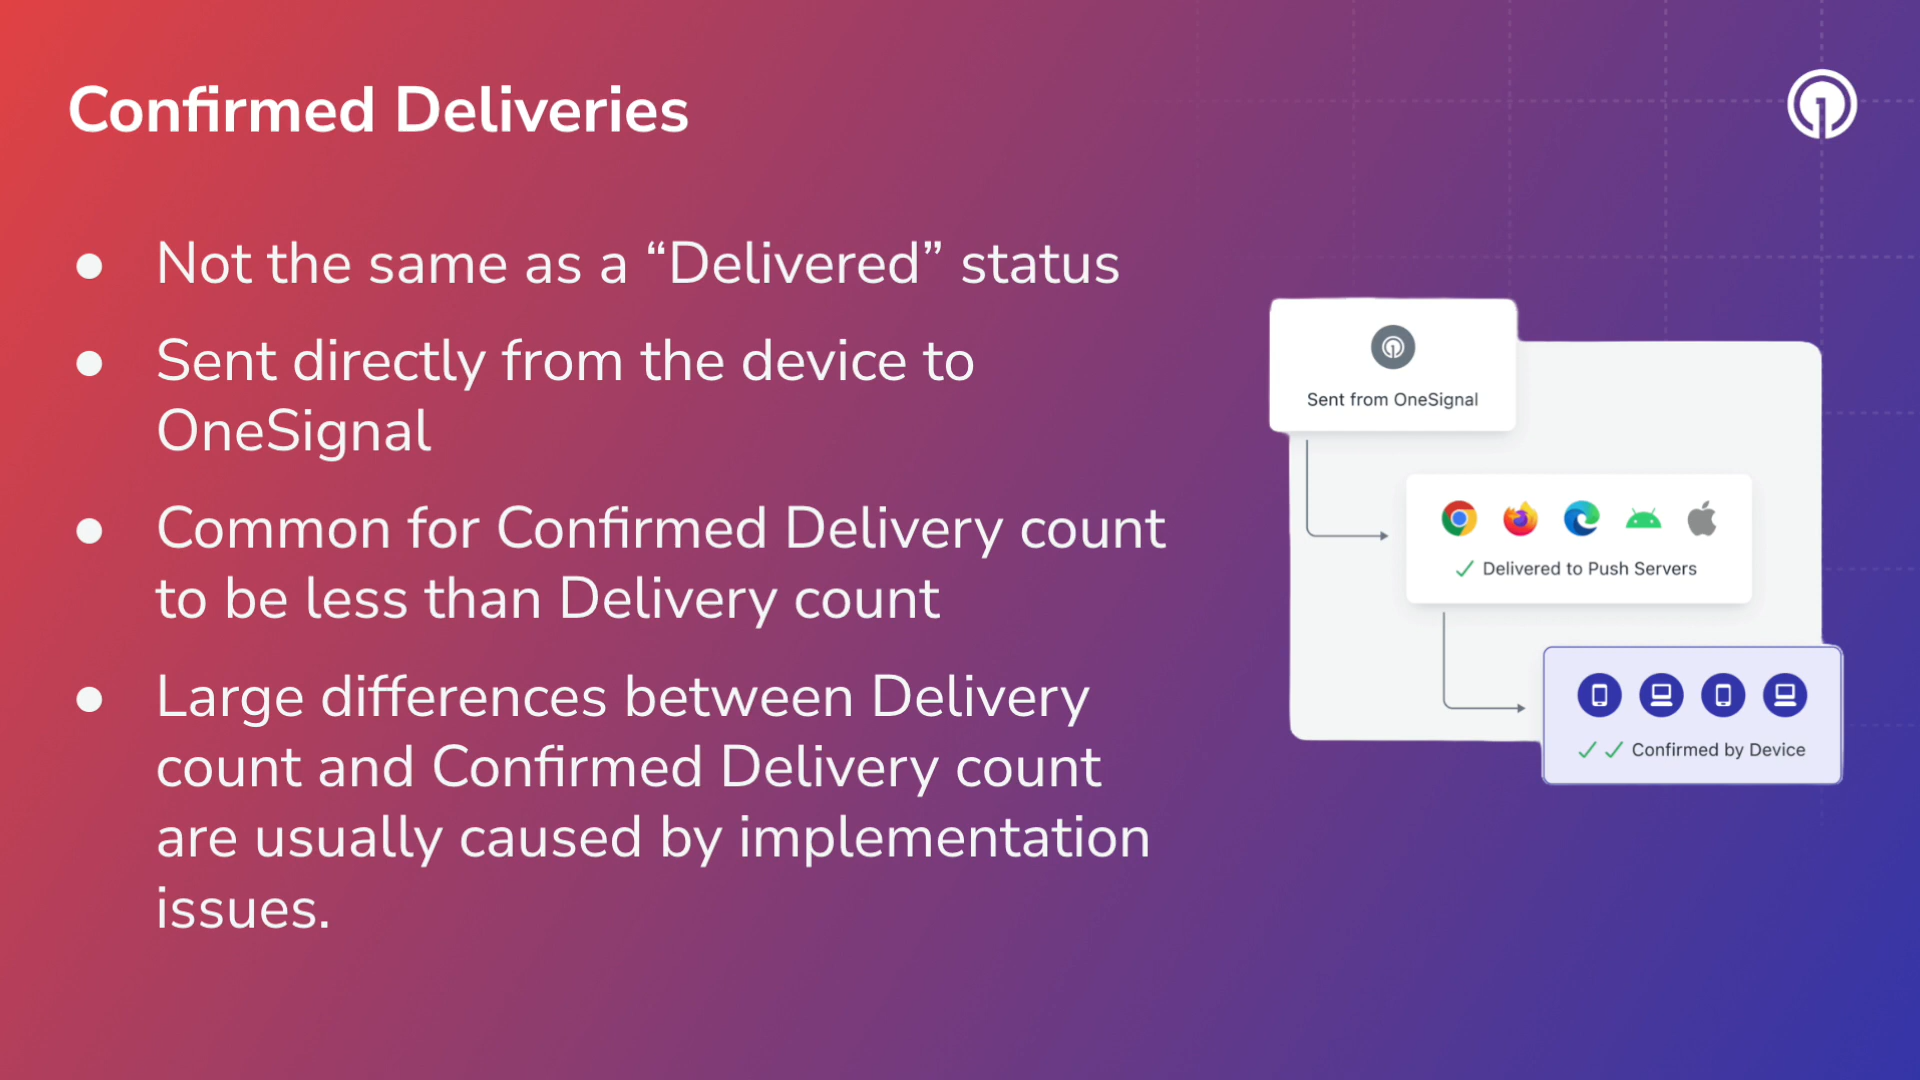 Confirmed Deliveries
● Not the same as a “Delivered” status
● Sent directly from the device to
OneSignal
● Common for Confirmed Delivery count
to be less than Delivery count
● Large differences between Delivery
count and Confirmed Delivery count
are usually caused by implementation
issues.
Sent from OneSignal
Delivered to Push Servers
Confirmed by Device